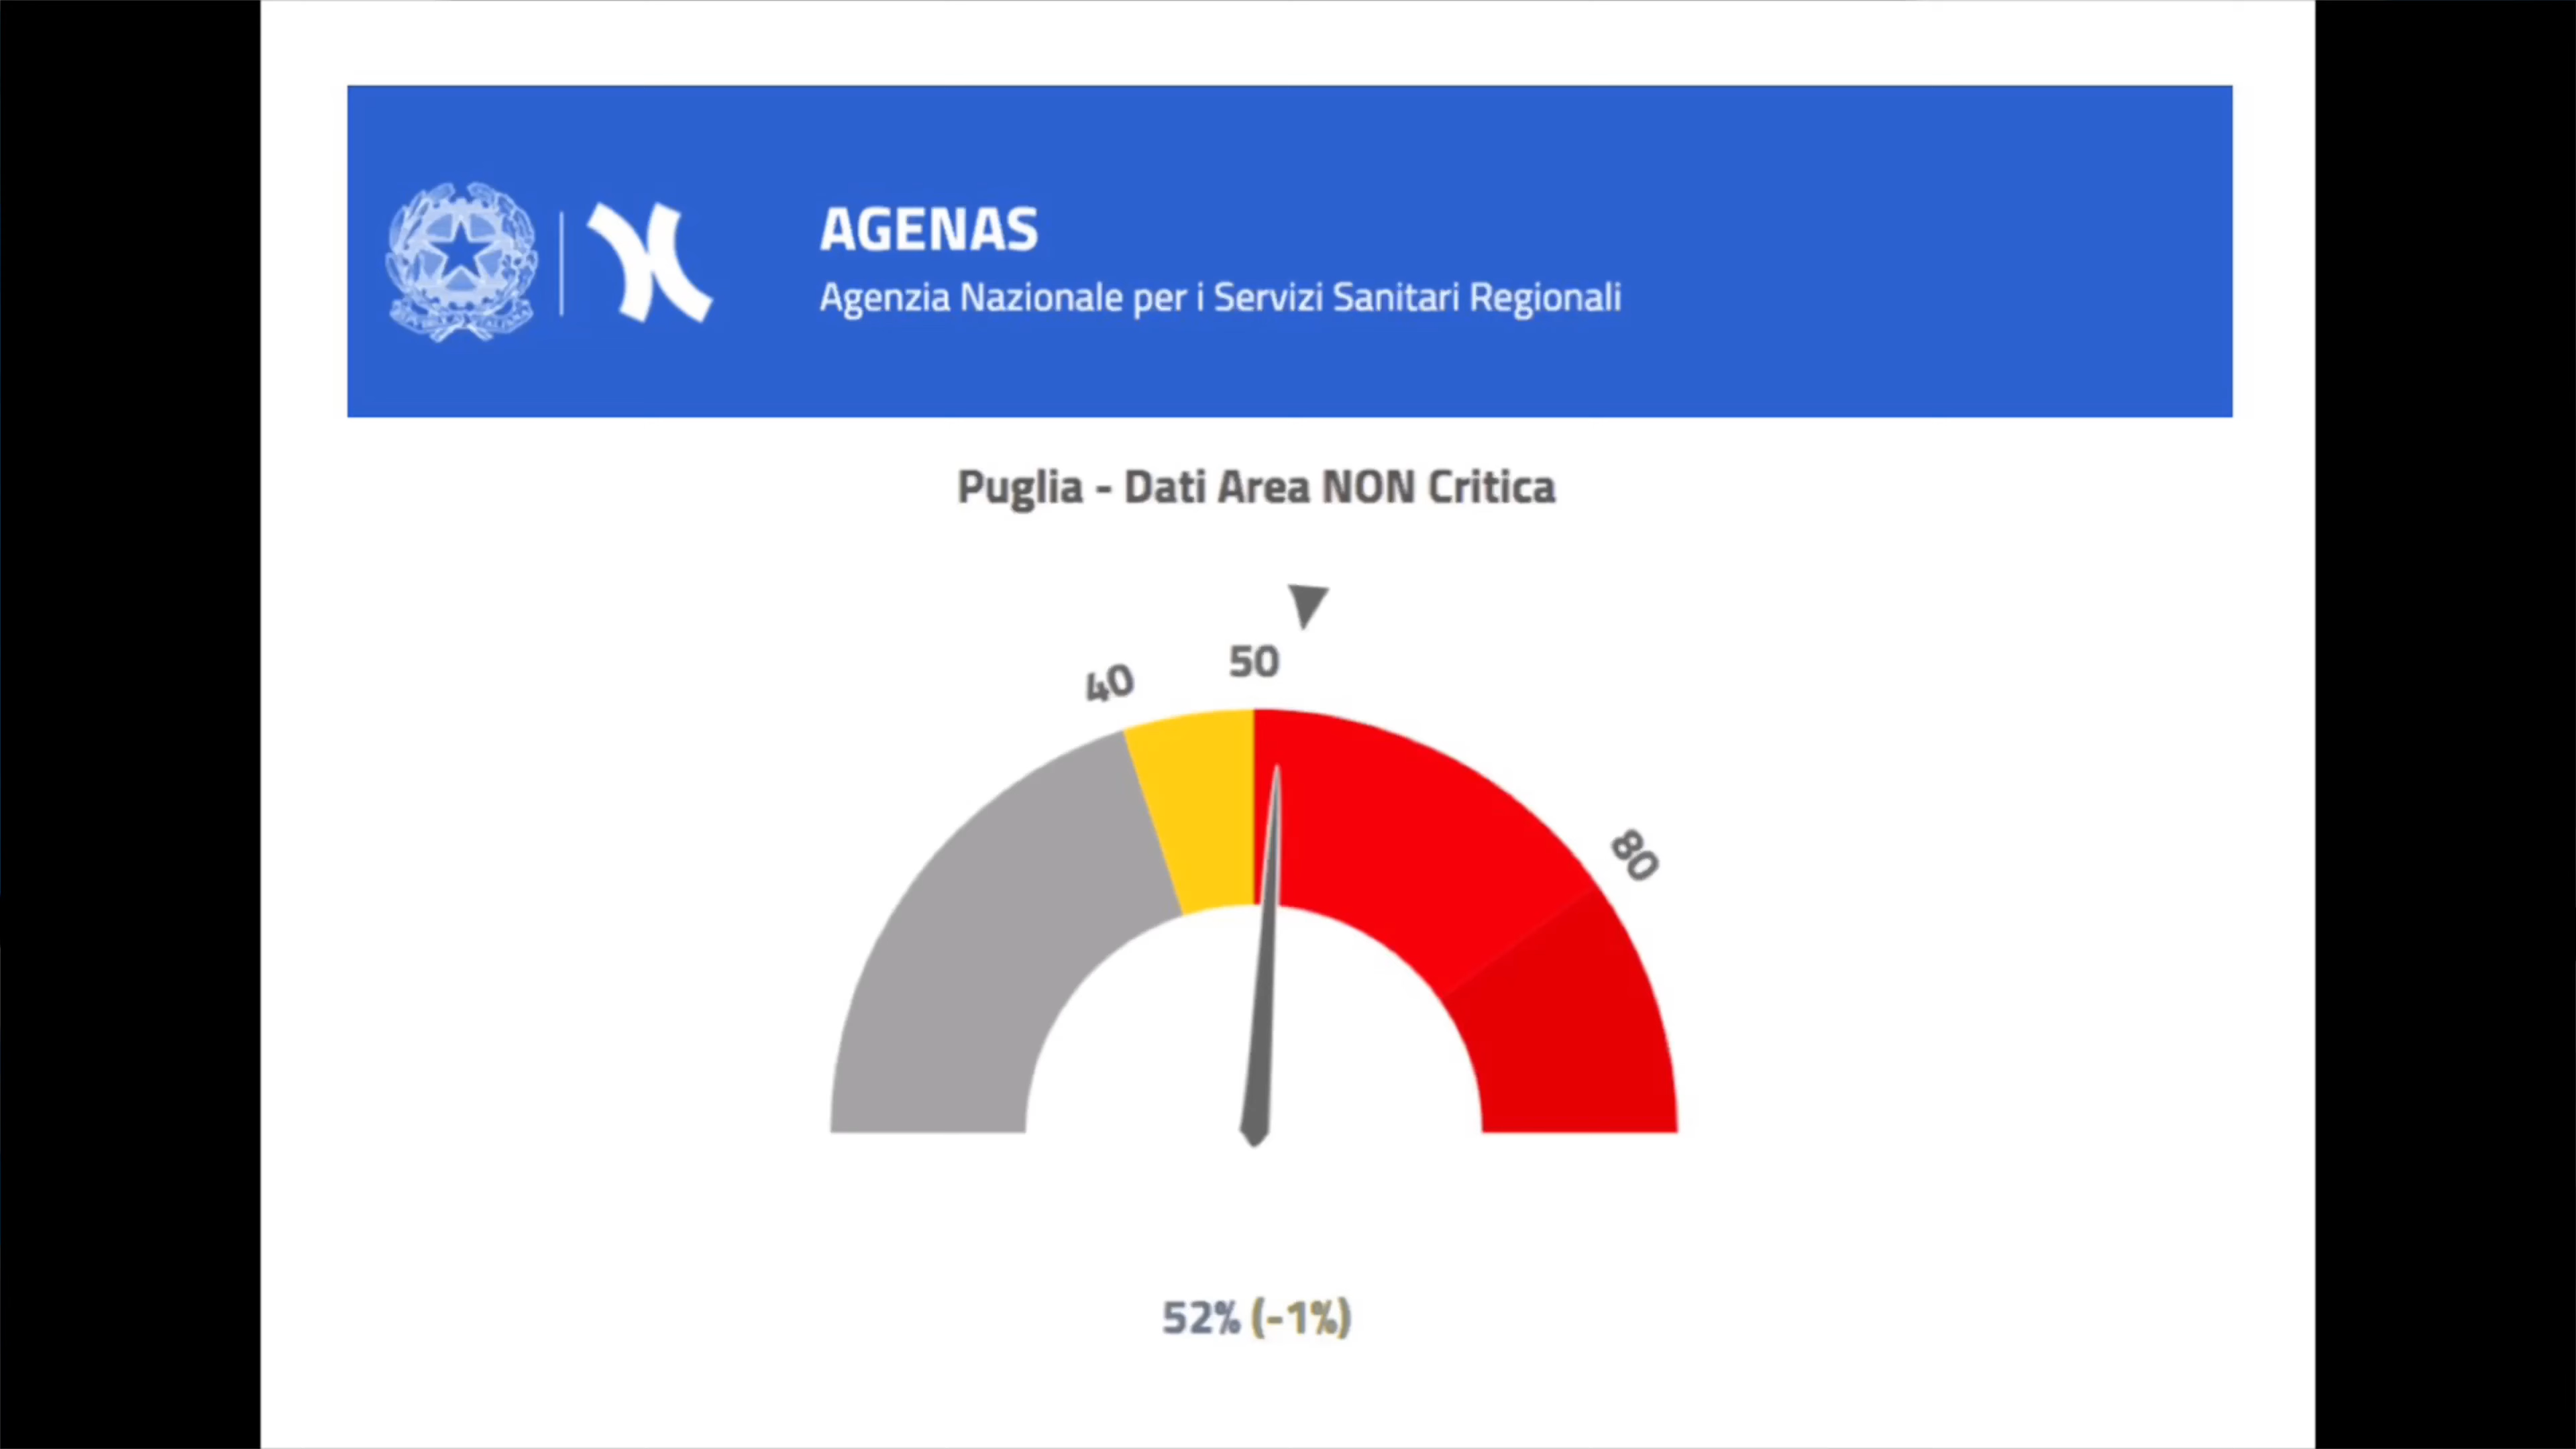 AGENAS
Agenzia Nazionale per i Servizi Sanitari Regionali
Puglia - Dati Area NON Critica
40
50
80
52% (-1%)